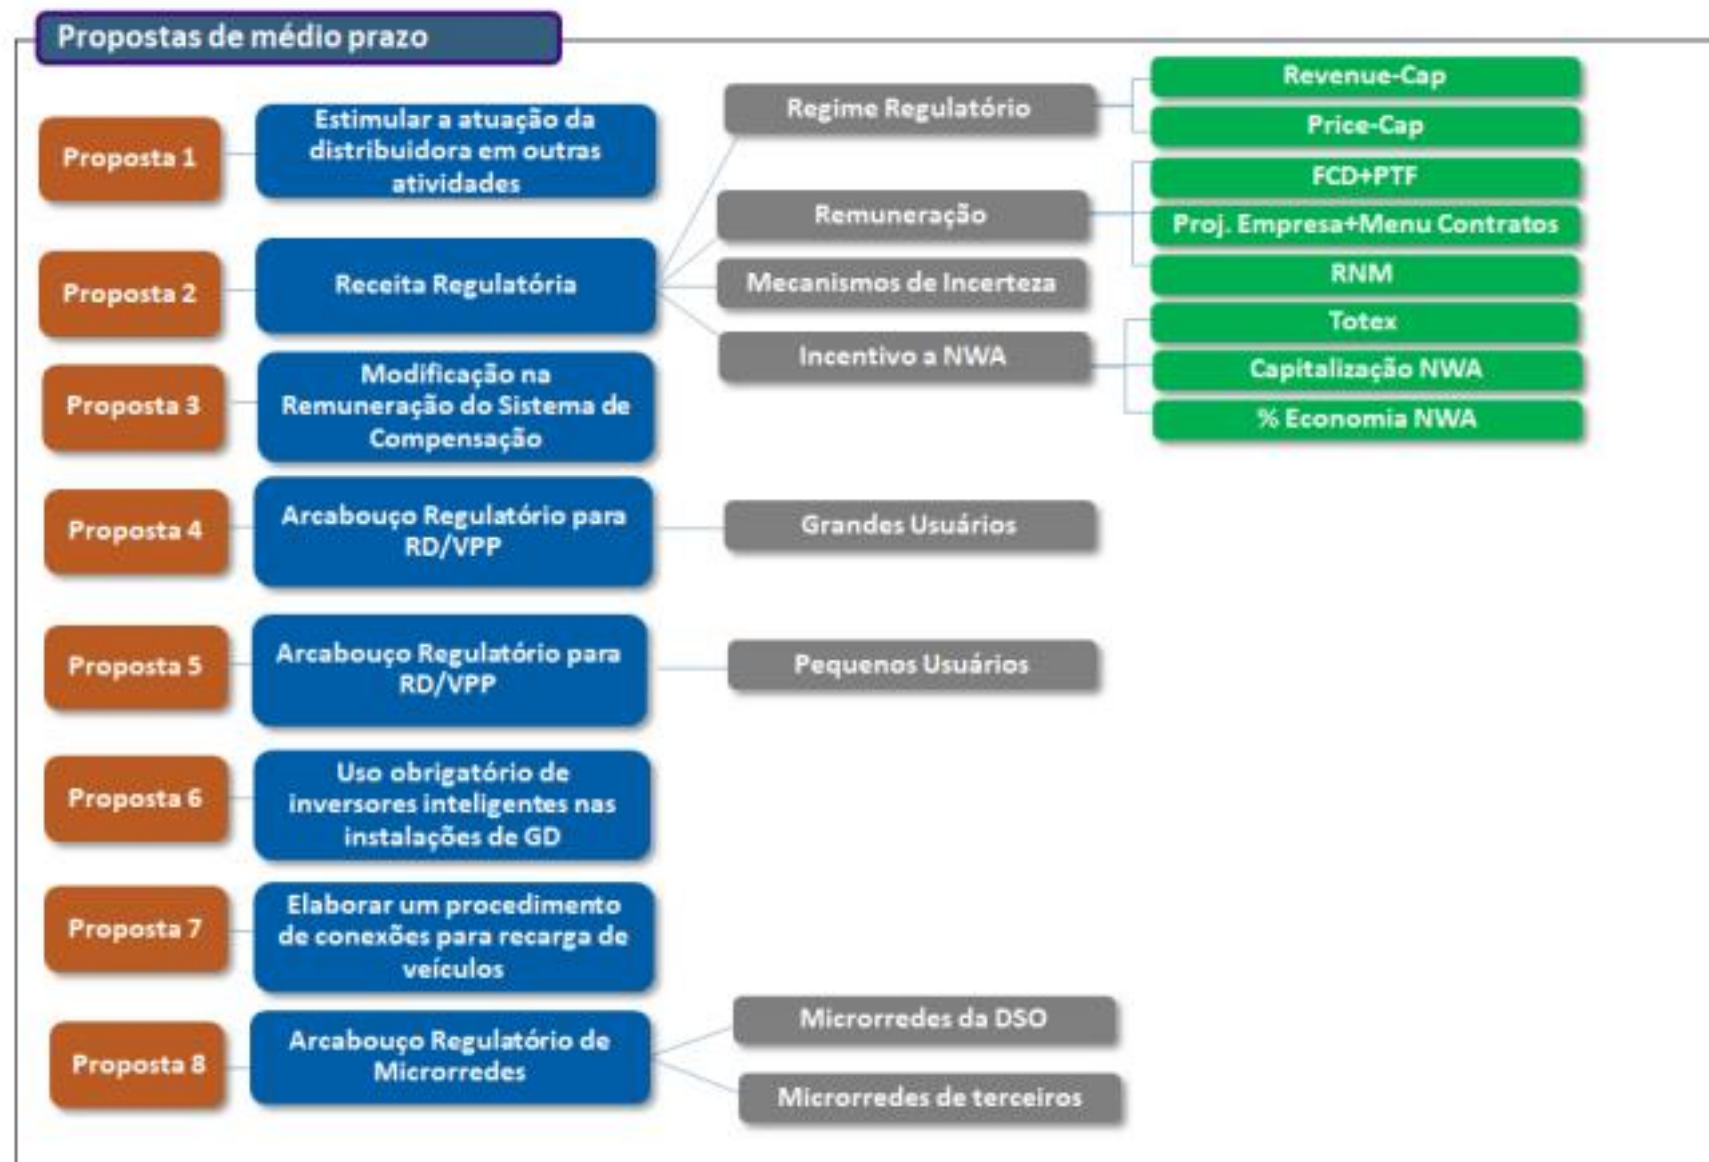 Propostas de médio prazo
Proposta 1
Estimular a atuação da
distribuidora em outras
atividades
Proposta 2
Receita Regulatória
Regime Regulatório
Revenue-Cap
Price-Cap
Remuneração
FCD+PTF
Proj. Empresa+Menu Contratos
RNM
Mecanismos de Incerteza
Incentivo a NWA
Totex
Capitalização NWA
% Economia NWA
Proposta 3
Modificação na
Remuneração do Sistema de
Compensação
Proposta 4
Arcabouço Regulatório para
RD/VPP
Grandes Usuários
Proposta 5
Arcabouço Regulatório para
RD/VPP
Pequenos Usuários
Proposta 6
Uso obrigatório de
inversores inteligentes nas
instalações de GD
Proposta 7
Elaborar um procedimento
de conexões para recarga de
veículos
Proposta 8
Arcabouço Regulatório de
Microrredes
Microrredes da DSO
Microrredes de terceiros